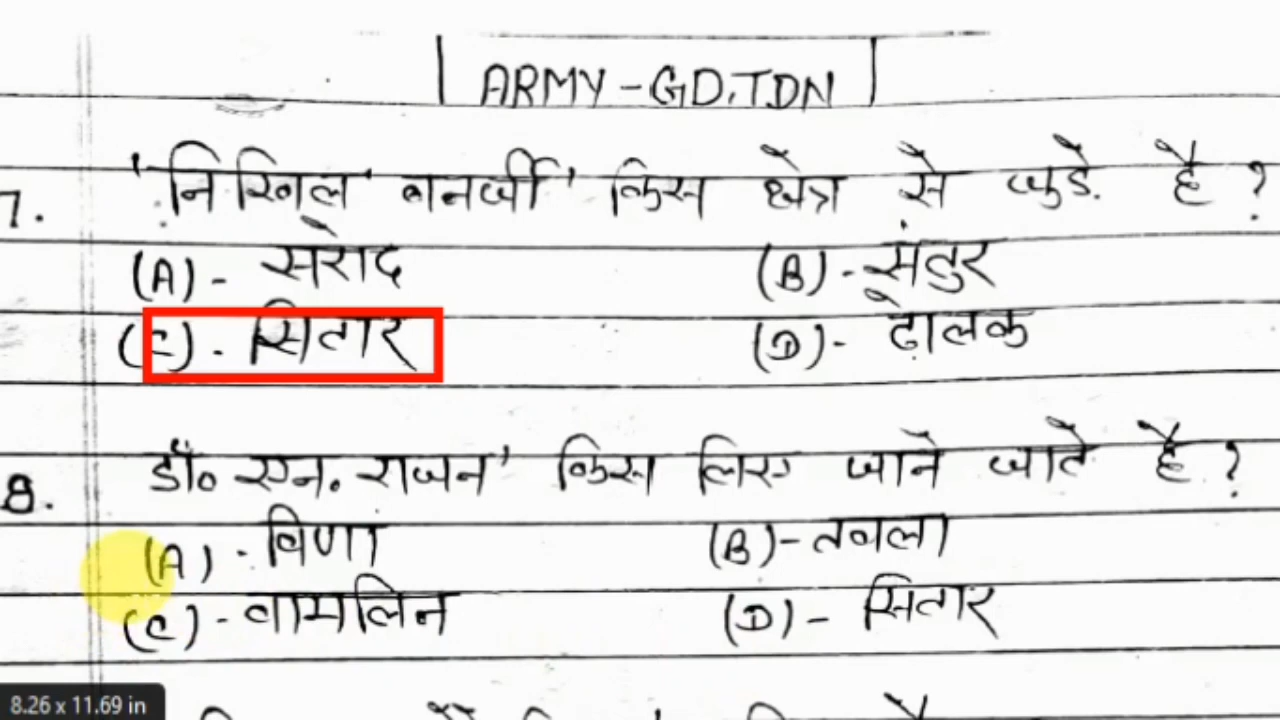 ARMY-GD,TDN
7. 'निखिल बनर्जी' किस क्षेत्र से जुडे. है ?
(A)- सरोद (B)- संतुर
(C). सितार (D)- ढोलक
8. डॉ० एन. राजन' किस लिए जाने जाते है ?
(A). विणा (B)- तबला
(C)- वायलिन (D)- सितार
8.26 x 11.69 in